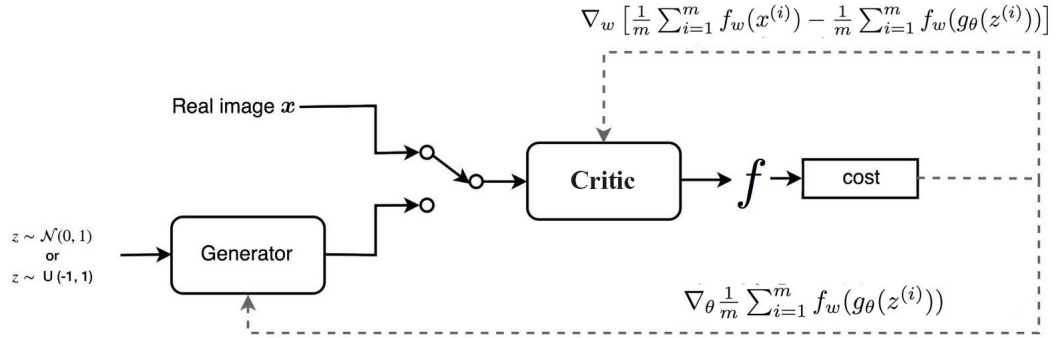 ∇_w [1/m ∑_{i=1}^{m} f_w(x^{(i)}) − 1/m ∑_{i=1}^{m} f_w(g_θ(z^{(i)}))]
Real image x
Critic
f
cost
z ∼ 𝒩(0, 1)
or
z ∼ U (-1, 1)
Generator
∇_θ 1/m ∑_{i=1}^{m} f_w(g_θ(z^{(i)}))